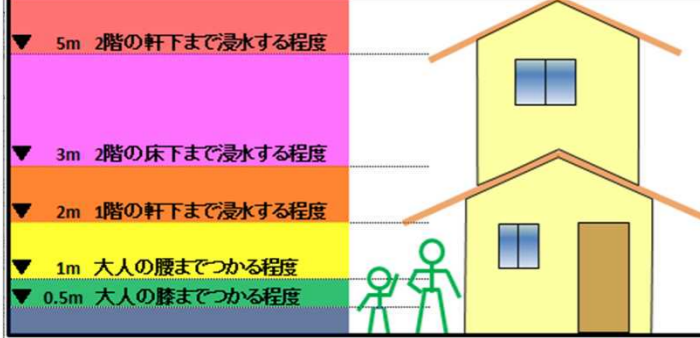 ▼ 5m 2階の軒下まで浸水する程度
▼ 3m 2階の床下まで浸水する程度
▼ 2m 1階の軒下まで浸水する程度
▼ 1m 大人の腰までつかる程度
▼ 0.5m 大人の膝までつかる程度